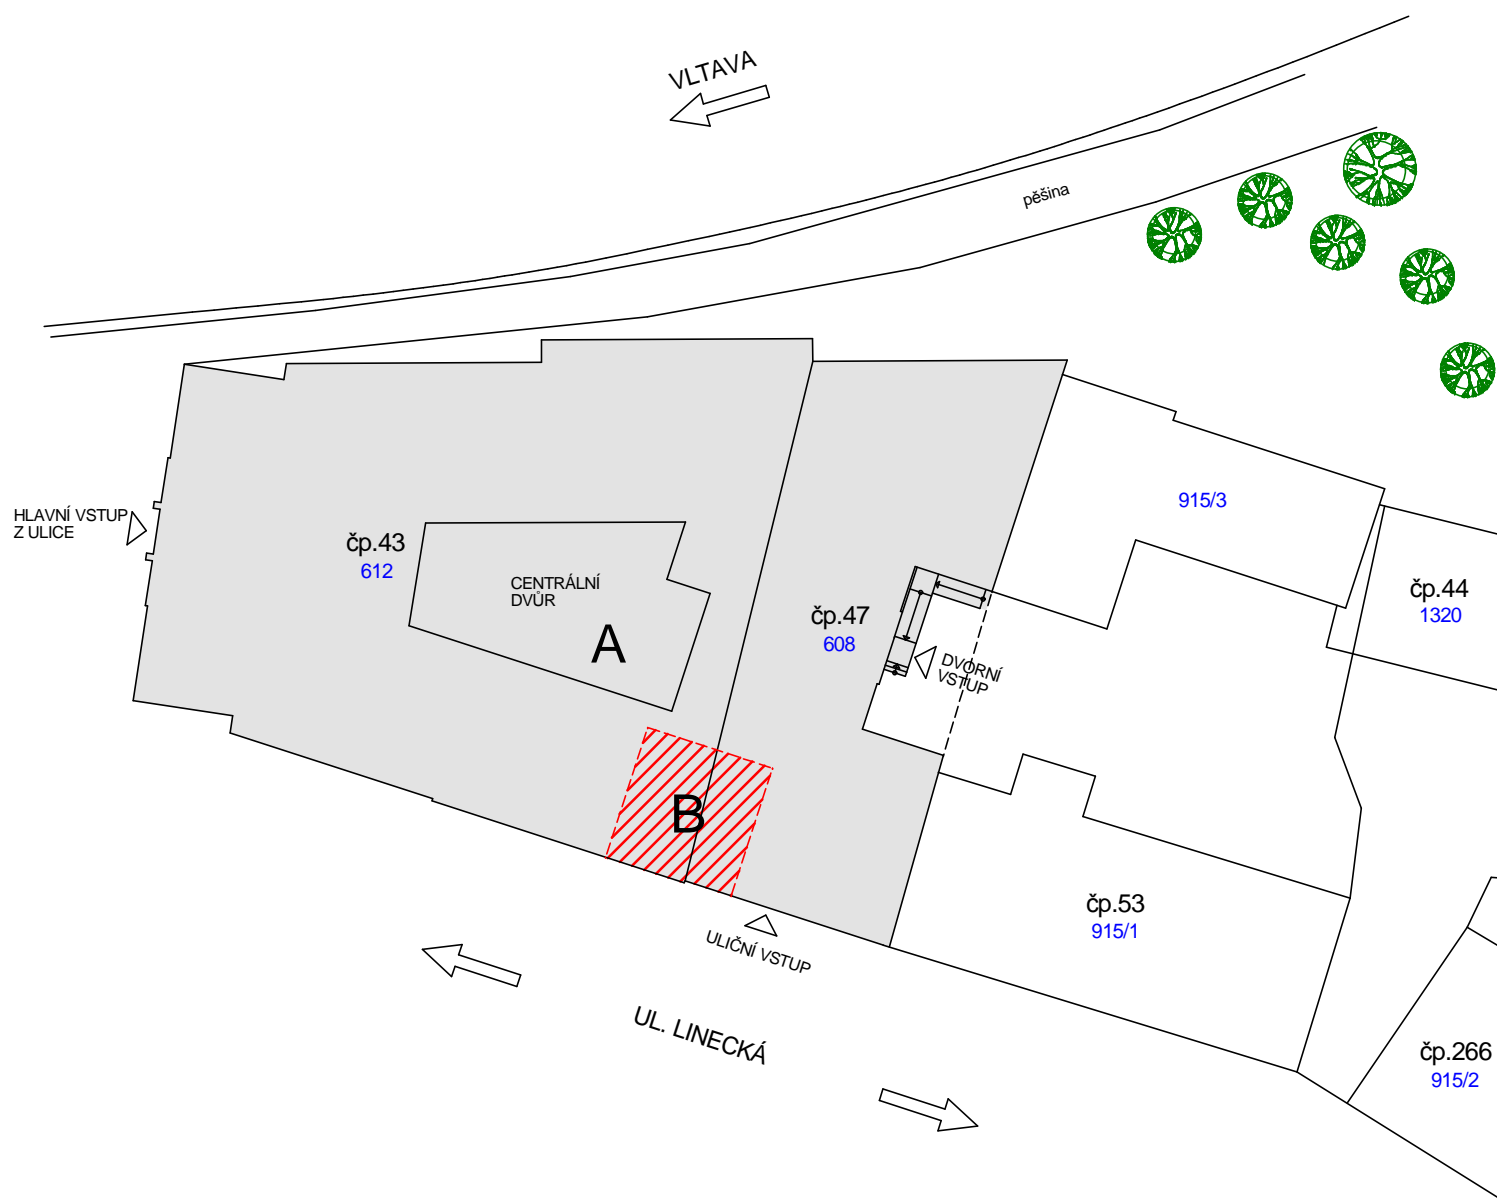 VLTAVA
pěšina
915/3
HLAVNÍ VSTUP
Z ULICE
čp.43
612
CENTRÁLNÍ
DVŮR
A
čp.47
608
DVORNÍ
VSTUP
čp.44
1320
B
čp.53
915/1
ULIČNÍ VSTUP
UL. LINECKÁ
čp.266
915/2